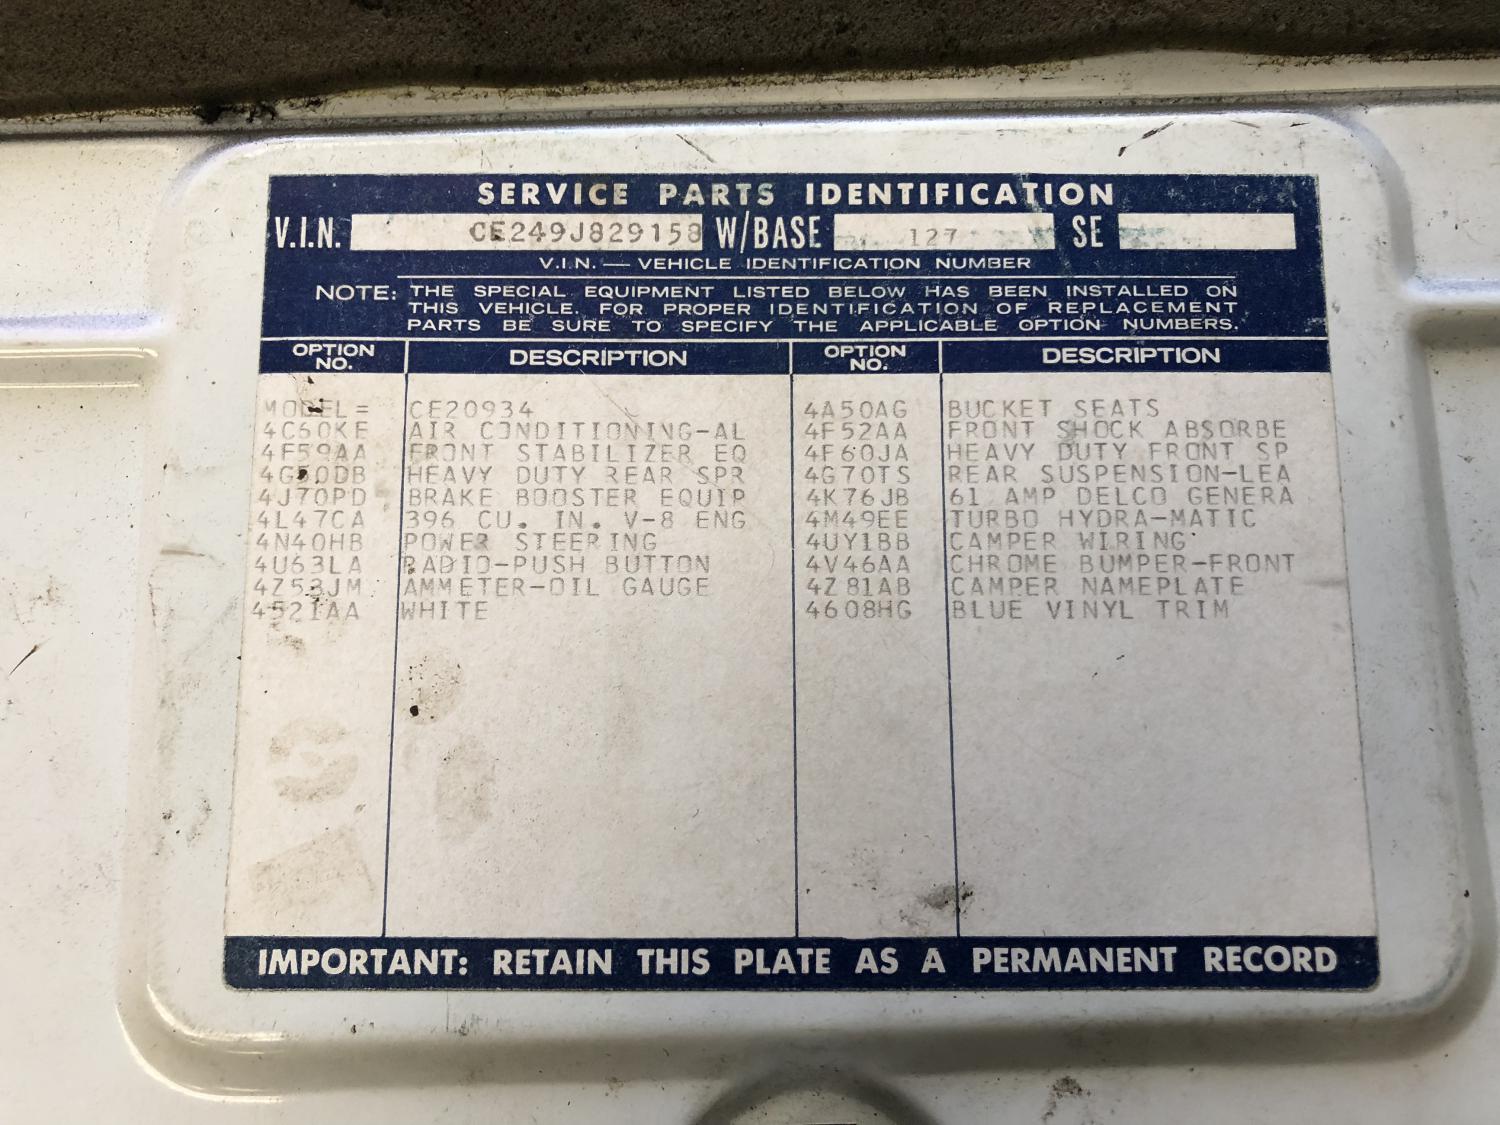 SERVICE PARTS IDENTIFICATION
V.I.N. CE249J829158 W/BASE 127 SE
V.I.N. — VEHICLE IDENTIFICATION NUMBER
NOTE: THE SPECIAL EQUIPMENT LISTED BELOW HAS BEEN INSTALLED ON
THIS VEHICLE. FOR PROPER IDENTIFICATION OF REPLACEMENT
PARTS BE SURE TO SPECIFY THE APPLICABLE OPTION NUMBERS.
OPTION NO. DESCRIPTION OPTION NO. DESCRIPTION
MODEL= CE20934 4A50AG BUCKET SEATS
4C60KE AIR CONDITIONING-AL 4F52AA FRONT SHOCK ABSORBE
4F59AA FRONT STABILIZER EQ 4F60JA HEAVY DUTY FRONT SP
4G50DB HEAVY DUTY REAR SPR 4G70TS REAR SUSPENSION-LEA
4J70PD BRAKE BOOSTER EQUIP 4K76JB 61 AMP DELCO GENERA
4L47CA 396 CU. IN. V-8 ENG 4M49EE TURBO HYDRA-MATIC
4N40HB POWER STEERING 4UY1BB CAMPER WIRING
4U63LA RADIO-PUSH BUTTON 4V46AA CHROME BUMPER-FRONT
4Z53JM AMMETER-OIL GAUGE 4Z81AB CAMPER NAMEPLATE
4521AA WHITE 4608HG BLUE VINYL TRIM
IMPORTANT: RETAIN THIS PLATE AS A PERMANENT RECORD